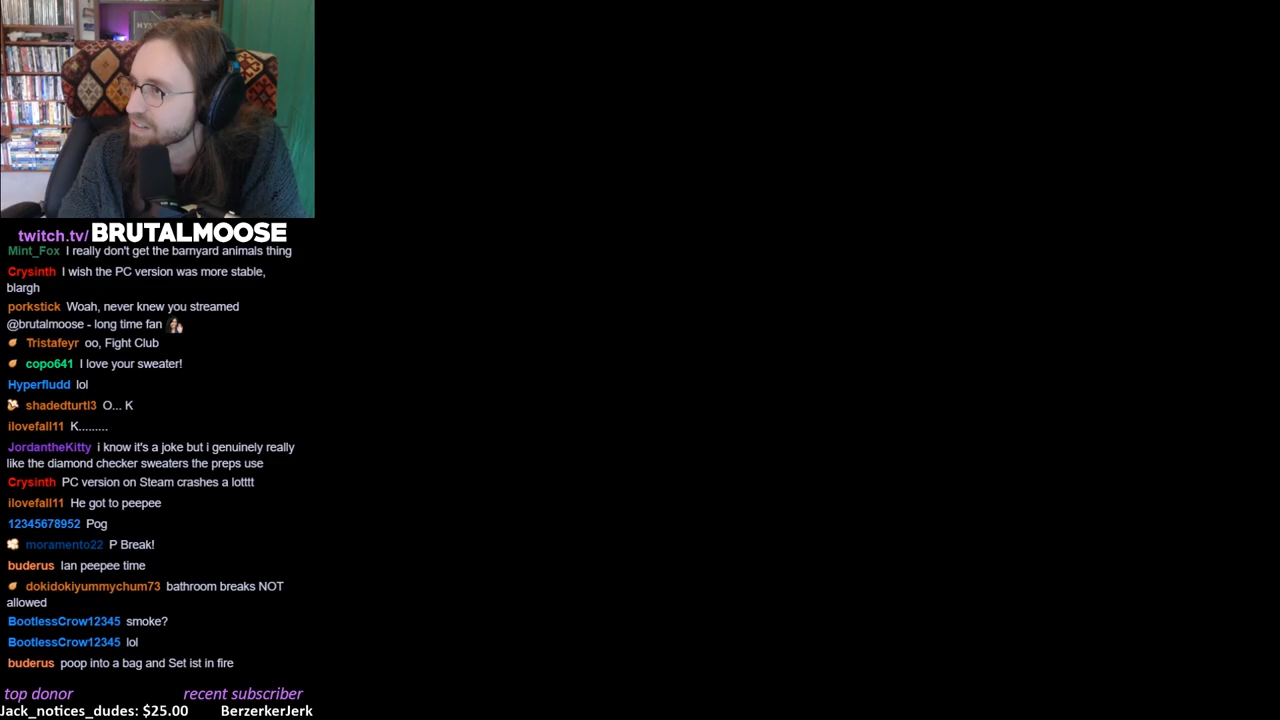 twitch.tv/BRUTALMOOSE
Mint_Fox I really don't get the barnyard animals thing
Crysinth I wish the PC version was more stable,
blargh
porkstick Woah, never knew you streamed
@brutalmoose - long time fan
Tristafeyr oo, Fight Club
copo641 I love your sweater!
Hyperfludd lol
shadedturtl3 O... K
ilovefall11 K.........
JordantheKitty i know it's a joke but i genuinely really
like the diamond checker sweaters the preps use
Crysinth PC version on Steam crashes a lotttt
ilovefall11 He got to peepee
12345678952 Pog
moramento22 P Break!
buderus Ian peepee time
dokidokiyummychum73 bathroom breaks NOT
allowed
BootlessCrow12345 smoke?
BootlessCrow12345 lol
buderus poop into a bag and Set ist in fire
top donor recent subscriber
Jack_notices_dudes: $25.00 BerzerkerJerk